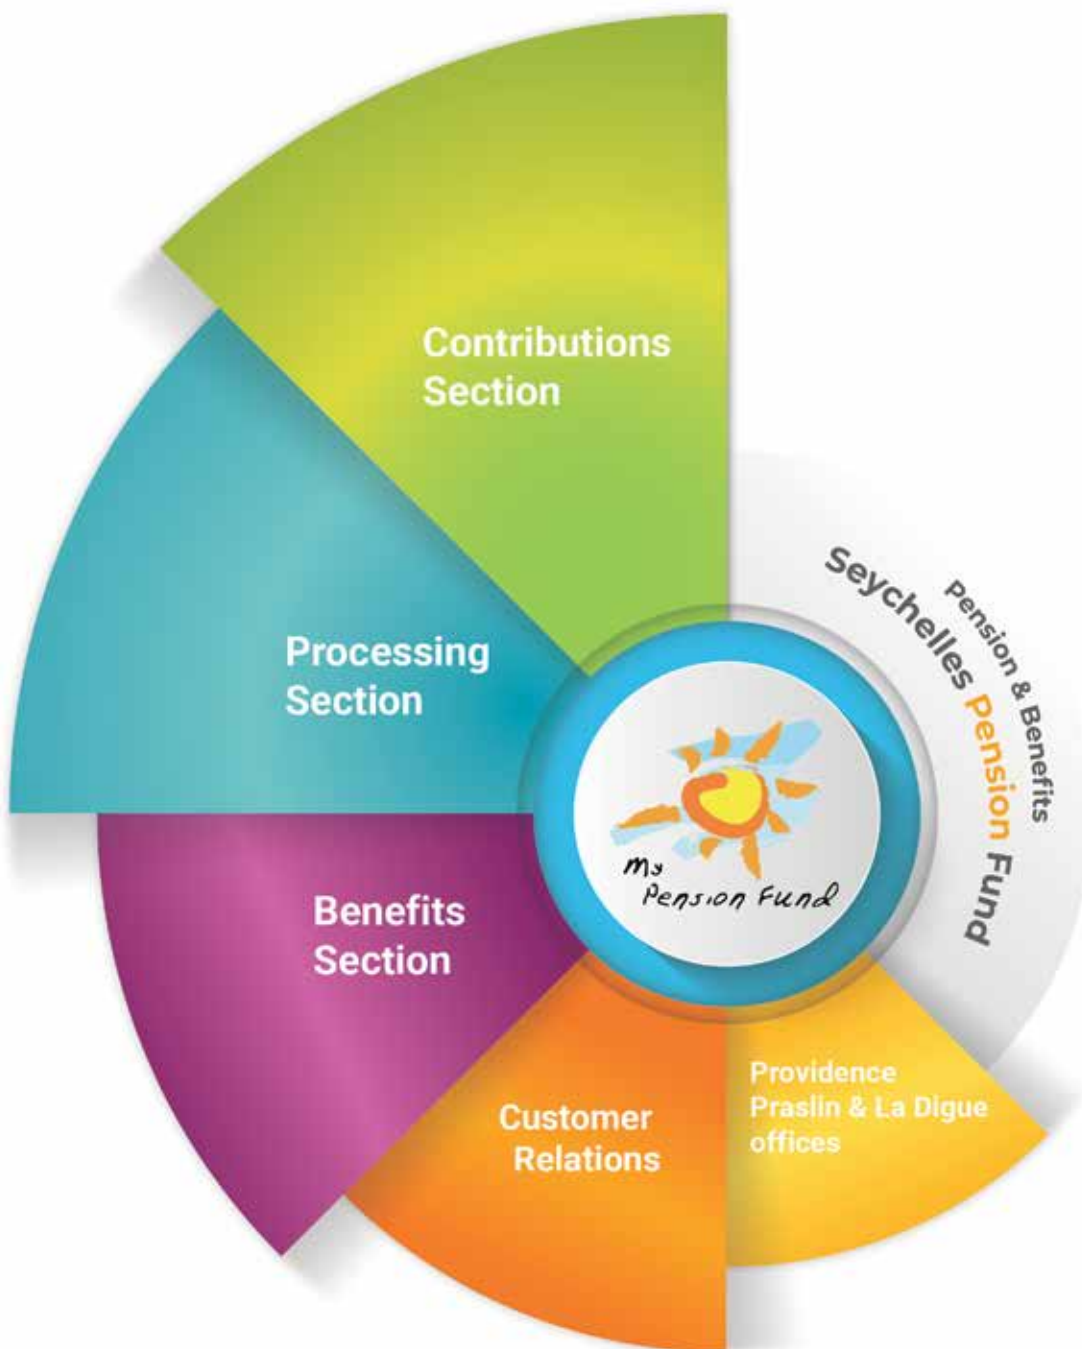 Contributions
Section
Processing
Section
Pension & Benefits
Seychelles Pension Fund
My
Pension Fund
Benefits
Section
Customer
Relations
Providence
Praslin & La Digue
offices